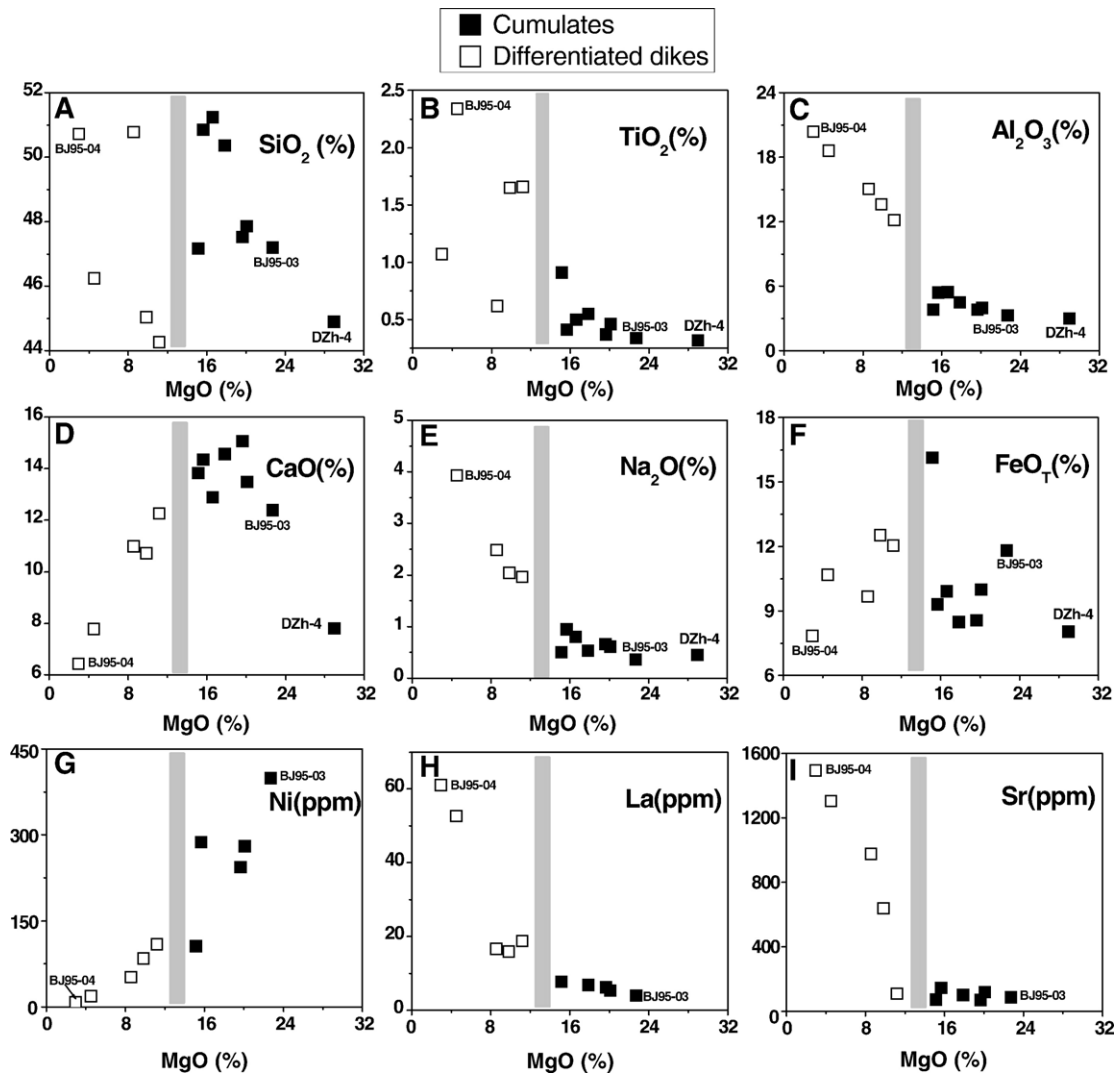 Cumulates
Differentiated dikes
A
SiO2 (%)
BJ95-04
BJ95-03
DZh-4
52
50
48
46
44
0 8 16 24 32
MgO (%)
B
TiO2(%)
BJ95-04
BJ95-03
DZh-4
2.5
2.0
1.5
1.0
0.5
0 8 16 24 32
MgO (%)
C
Al2O3(%)
BJ95-04
BJ95-03
DZh-4
24
18
12
6
0
0 8 16 24 32
MgO (%)
D
CaO(%)
BJ95-03
DZh-4
BJ95-04
16
14
12
10
8
6
0 8 16 24 32
MgO (%)
E
Na2O(%)
BJ95-04
BJ95-03
DZh-4
5
4
3
2
1
0
0 8 16 24 32
MgO (%)
F
FeOT(%)
BJ95-03
BJ95-04
DZh-4
18
15
12
9
6
0 8 16 24 32
MgO (%)
G
Ni(ppm)
BJ95-03
BJ95-04
450
300
150
0
0 8 16 24 32
MgO (%)
H
La(ppm)
BJ95-04
BJ95-03
60
40
20
0
0 8 16 24 32
MgO (%)
I
Sr(ppm)
BJ95-04
BJ95-03
1600
1200
800
400
0
0 8 16 24 32
MgO (%)